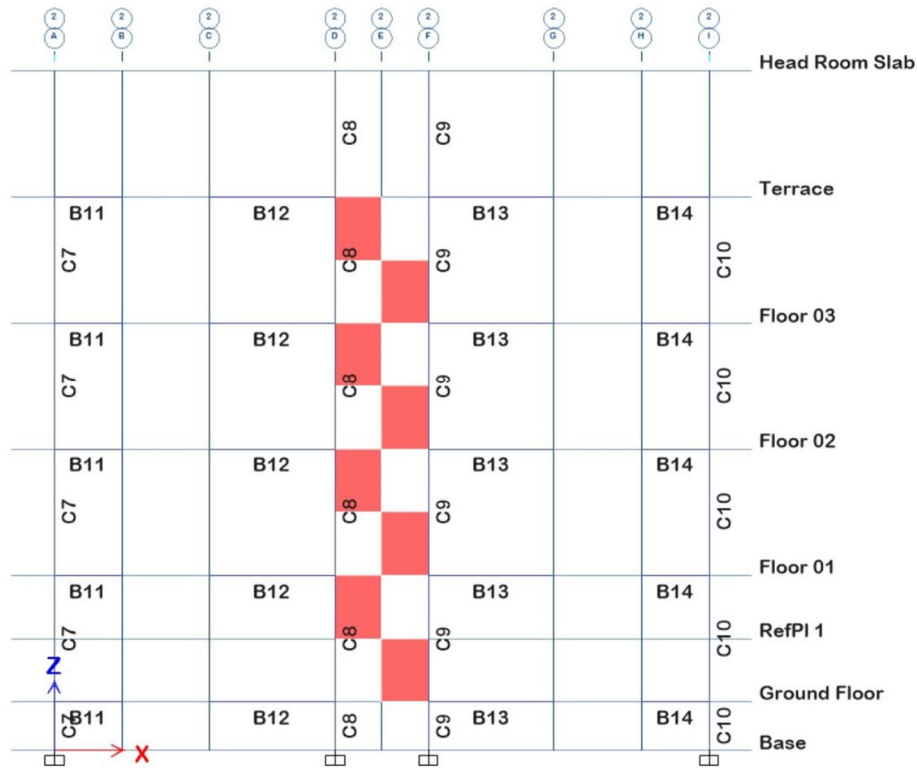 2 2 2 2 2 2 2 2
A B C D E F G H I
Head Room Slab
C8 C9
Terrace
B11 B12 B13 B14
C7 C8 C9 C10
Floor 03
B11 B12 B13 B14
C7 C8 C9 C10
Floor 02
B11 B12 B13 B14
C7 C8 C9 C10
Floor 01
B11 B12 B13 B14
RefPl 1
C7 C8 C9 C10
Z
Ground Floor
C7 B11 B12 C8 C9 B13 B14 C10
Base
X